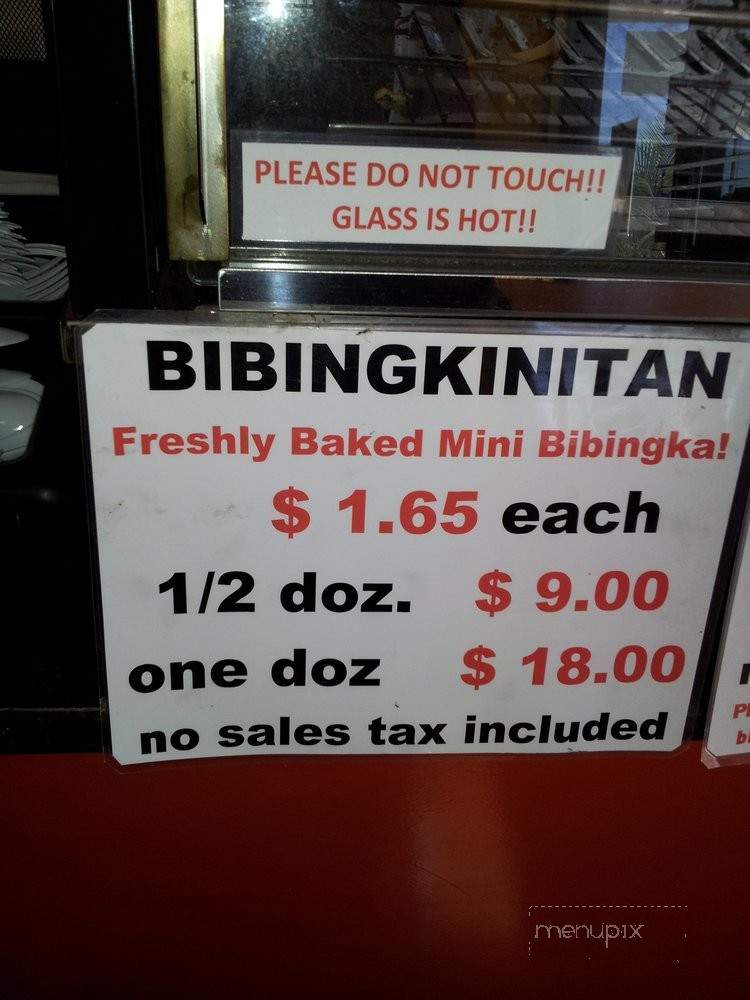 PLEASE DO NOT TOUCH!!
GLASS IS HOT!!
BIBINGKINITAN
Freshly Baked Mini Bibingka!
$ 1.65 each
1/2 doz. $ 9.00
one doz $ 18.00
no sales tax included
menupix